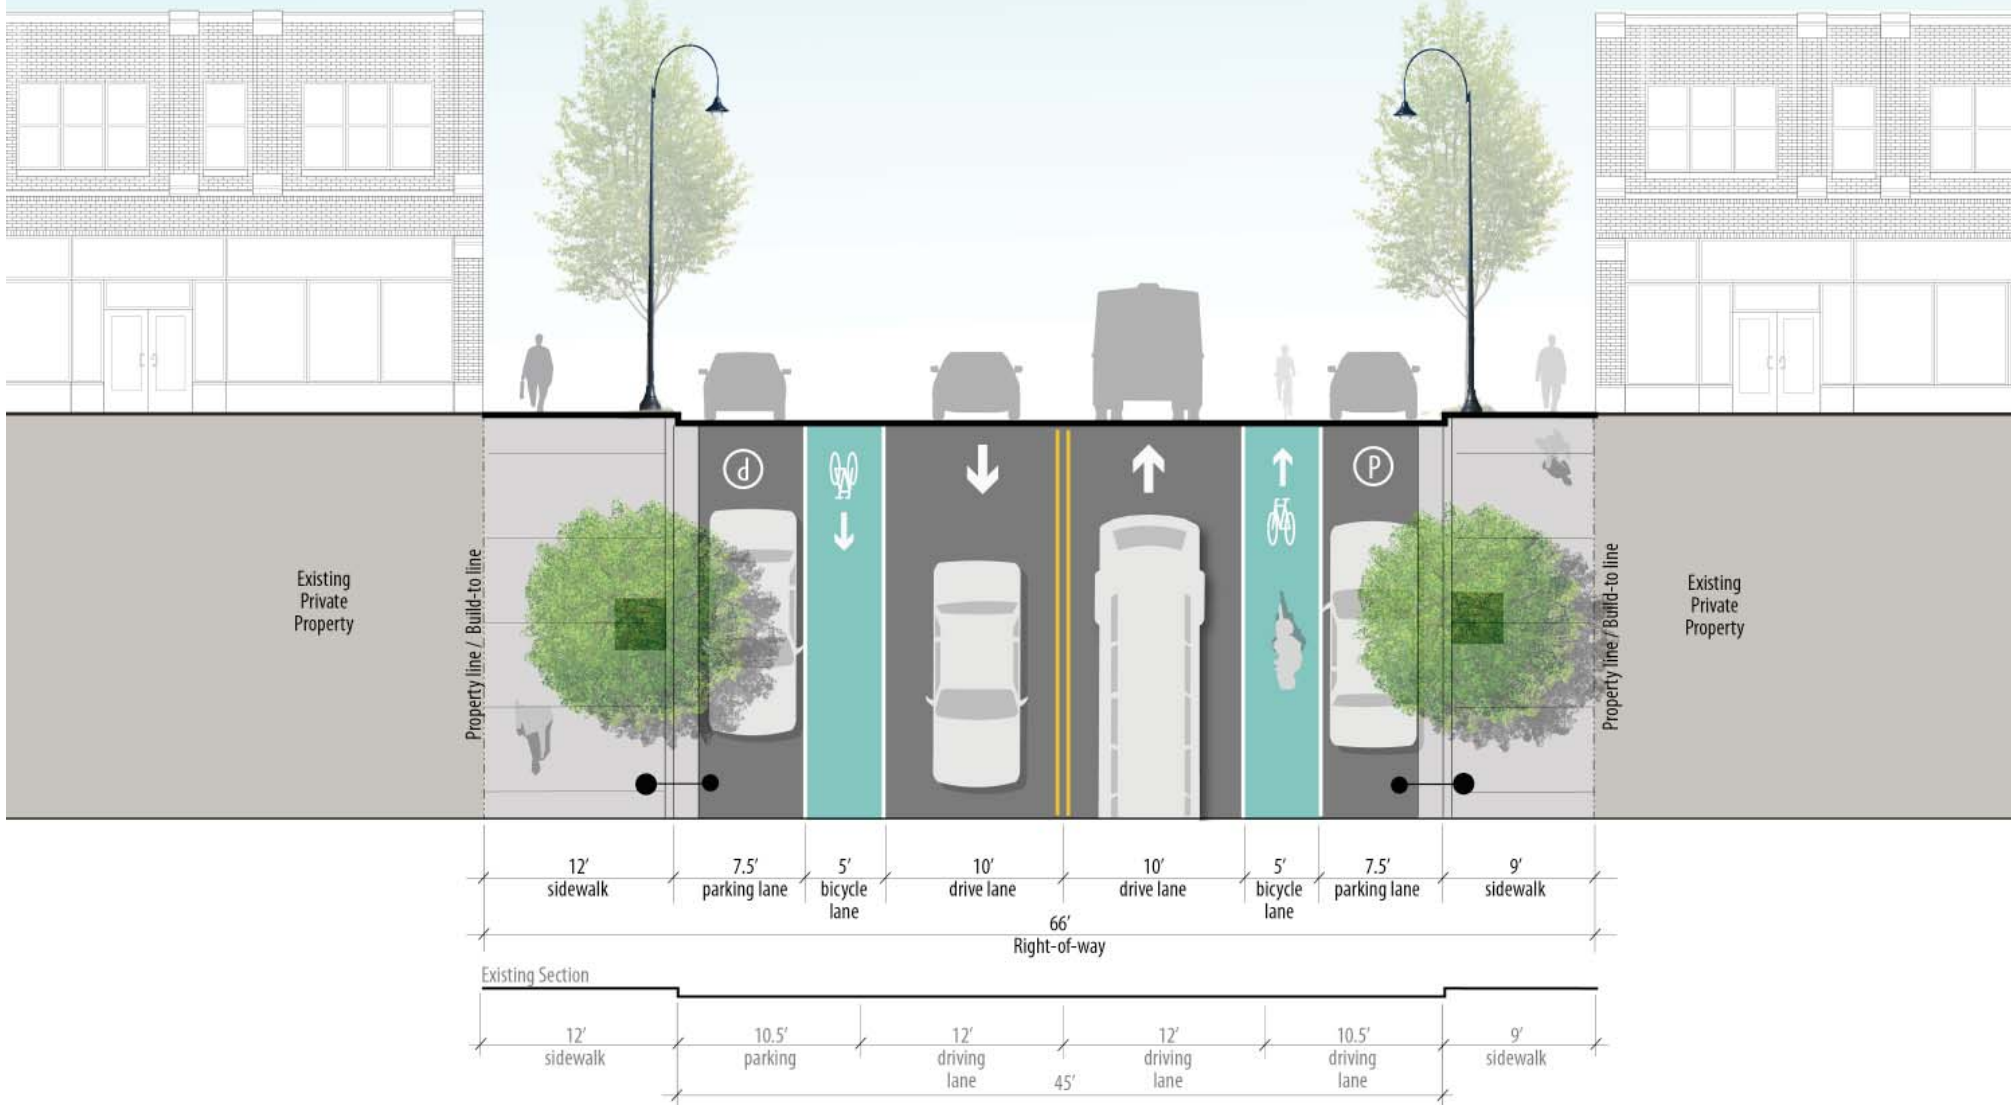 P
P
Existing
Private
Property
Property line / Build-to line
Property line / Build-to line
Existing
Private
Property
12'
sidewalk
7.5'
parking lane
5'
bicycle
lane
10'
drive lane
10'
drive lane
5'
bicycle
lane
7.5'
parking lane
9'
sidewalk
66'
Right-of-way
Existing Section
12'
sidewalk
10.5'
parking
12'
driving
lane
12'
driving
lane
10.5'
driving
lane
9'
sidewalk
45'